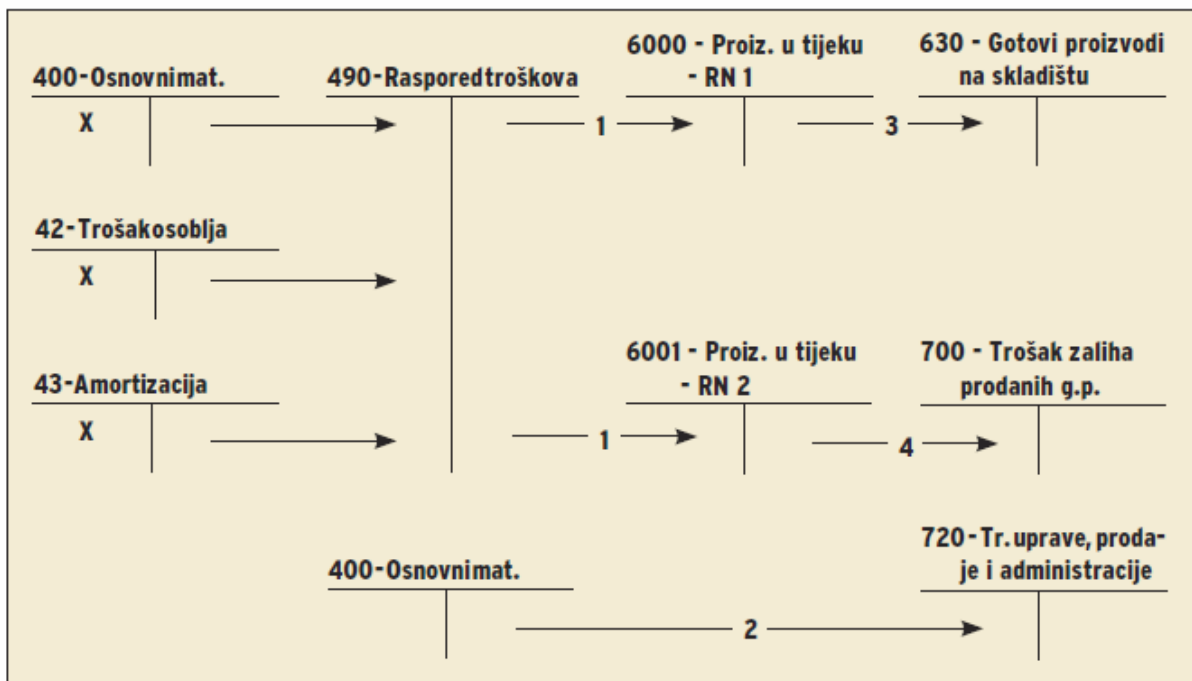 6000 - Proiz. u tijeku
- RN 1
630 - Gotovi proizvodi
na skladištu
400-Osnovnimat.
490-Rasporedtroškova
X
1
3
42-Trošakosoblja
X
6001 - Proiz. u tijeku
- RN 2
700 - Trošak zaliha
prodanih g.p.
43-Amortizacija
X
1
4
720-Tr.uprave, proda-
je i administracije
400-Osnovnimat.
2